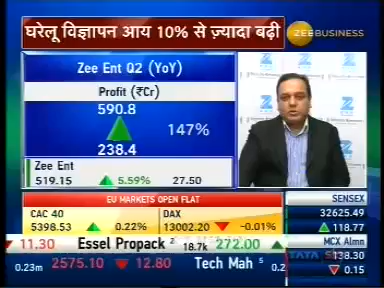 घरेलू विज्ञापन आय 10% से ज़्यादा बढ़ी
ZEE BUSINESS
Zee Ent Q2 (YoY)
Profit (₹Cr)
590.8
147%
238.4
Zee Ent
519.15 5.59% 27.50
EU MARKETS OPEN FLAT
CAC 40 DAX
5398.53 0.22% 13002.20 -0.01%
SENSEX
32625.49
118.77
MCX Almn
138.30
0.15
11.30 Essel Propack 18.7k 272.00
0.23m 2575.10 12.80 Tech Mah